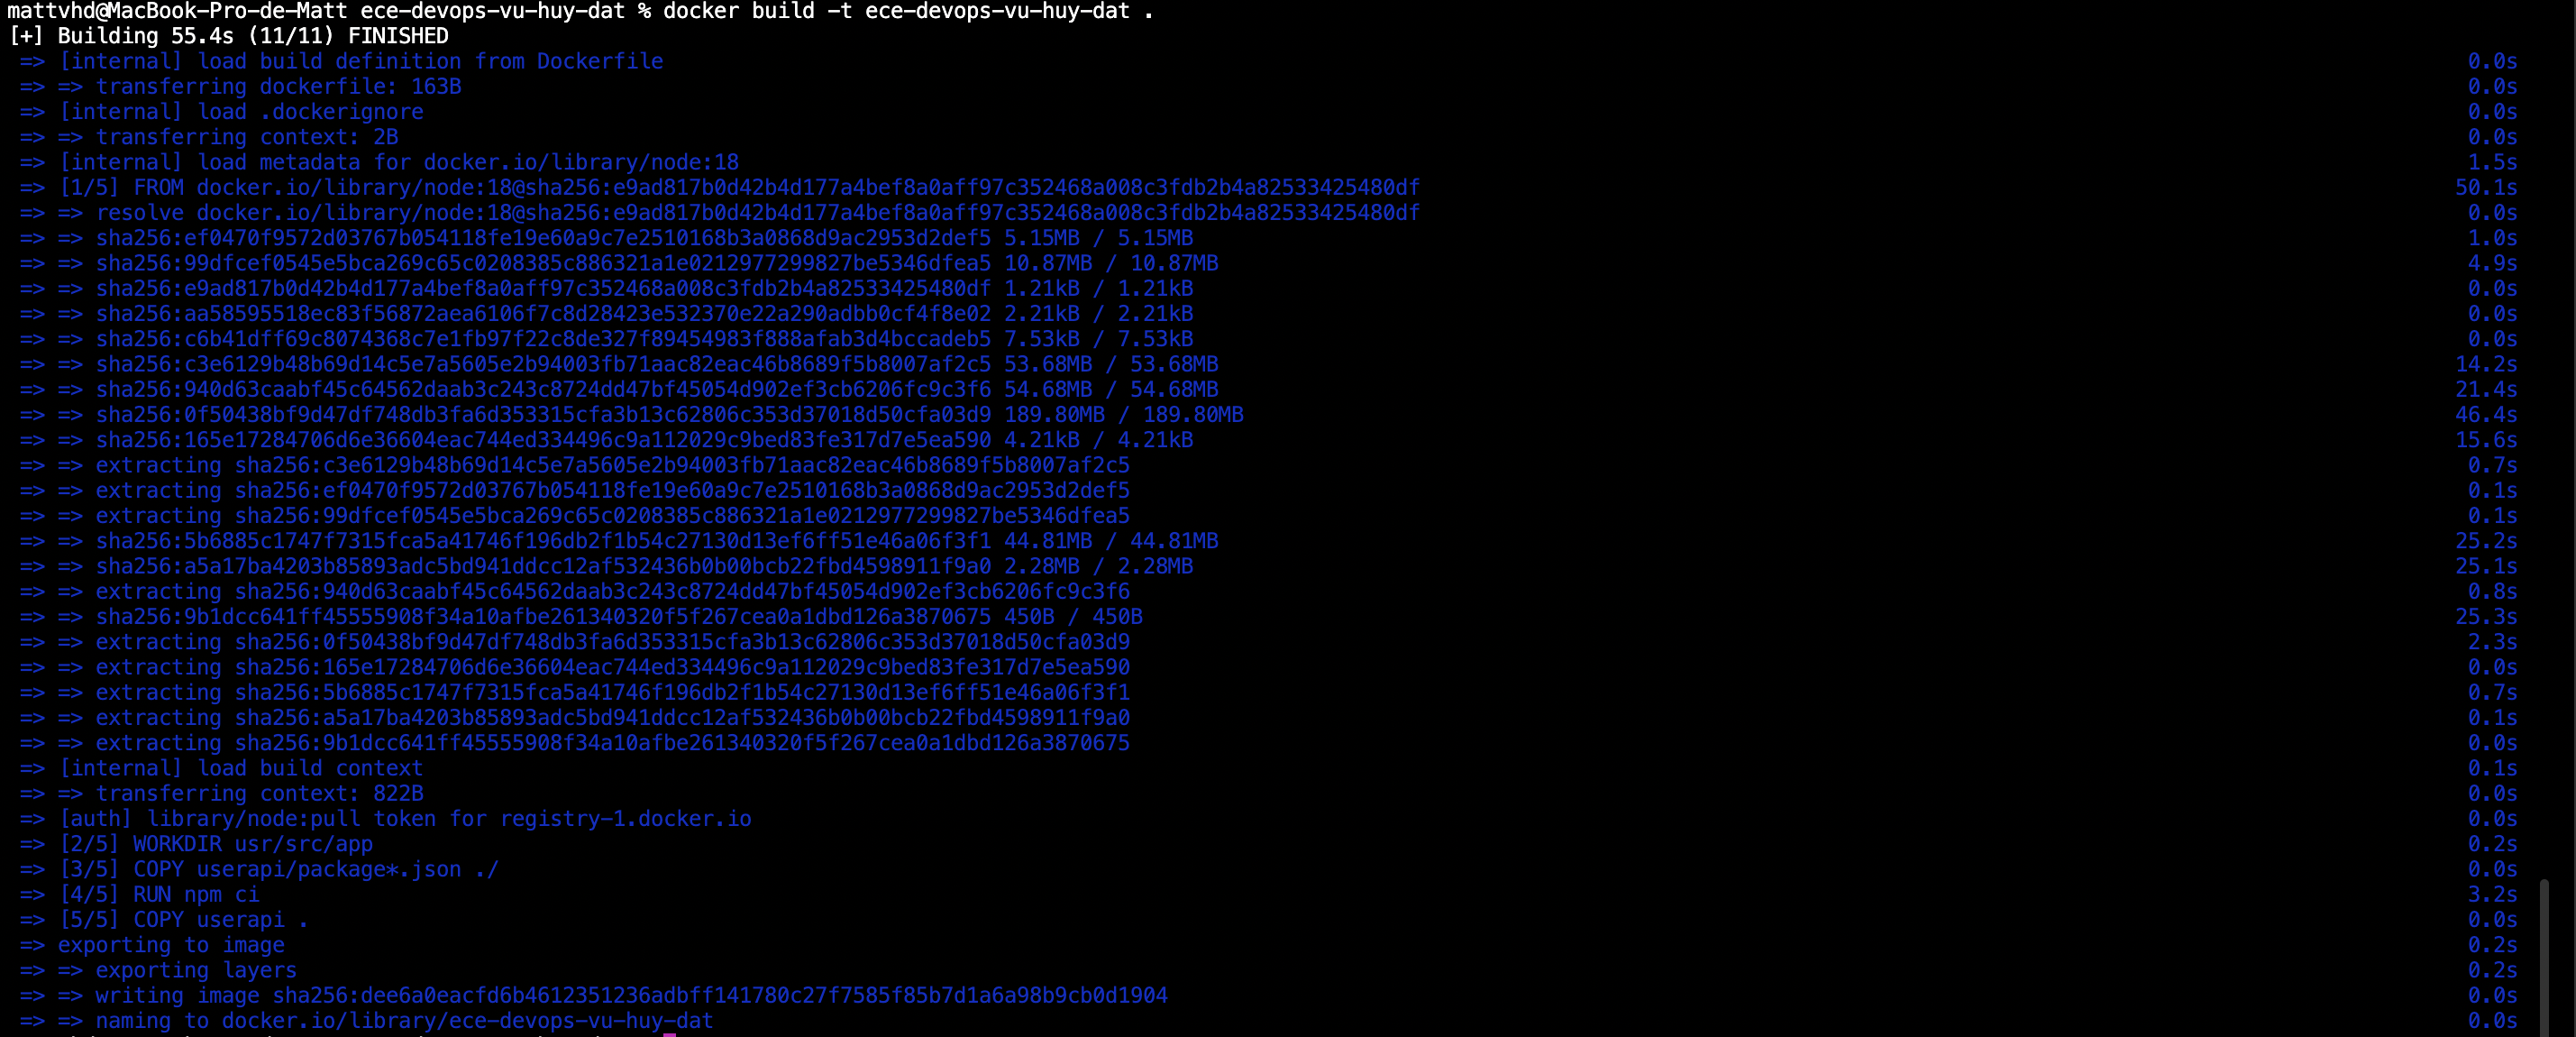 mattvhd@MacBook-Pro-de-Matt ece-devops-vu-huy-dat % docker build -t ece-devops-vu-huy-dat .
[+] Building 55.4s (11/11) FINISHED
=> [internal] load build definition from Dockerfile 0.0s
=> => transferring dockerfile: 163B 0.0s
=> [internal] load .dockerignore 0.0s
=> => transferring context: 2B 0.0s
=> [internal] load metadata for docker.io/library/node:18 1.5s
=> [1/5] FROM docker.io/library/node:18@sha256:e9ad817b0d42b4d177a4bef8a0aff97c352468a008c3fdb2b4a82533425480df 50.1s
=> => resolve docker.io/library/node:18@sha256:e9ad817b0d42b4d177a4bef8a0aff97c352468a008c3fdb2b4a82533425480df 0.0s
=> => sha256:ef0470f9572d03767b054118fe19e60a9c7e2510168b3a0868d9ac2953d2def5 5.15MB / 5.15MB 1.0s
=> => sha256:99dfcef0545e5bca269c65c0208385c886321a1e0212977299827be5346dfea5 10.87MB / 10.87MB 4.9s
=> => sha256:e9ad817b0d42b4d177a4bef8a0aff97c352468a008c3fdb2b4a82533425480df 1.21kB / 1.21kB 0.0s
=> => sha256:aa58595518ec83f56872aea6106f7c8d28423e532370e22a290adbb0cf4f8e02 2.21kB / 2.21kB 0.0s
=> => sha256:c6b41dff69c8074368c7e1fb97f22c8de327f89454983f888afab3d4bccadeb5 7.53kB / 7.53kB 0.0s
=> => sha256:c3e6129b48b69d14c5e7a5605e2b94003fb71aac82eac46b8689f5b8007af2c5 53.68MB / 53.68MB 14.2s
=> => sha256:940d63caabf45c64562daab3c243c8724dd47bf45054d902ef3cb6206fc9c3f6 54.68MB / 54.68MB 21.4s
=> => sha256:0f50438bf9d47df748db3fa6d353315cfa3b13c62806c353d37018d50cfa03d9 189.80MB / 189.80MB 46.4s
=> => sha256:165e17284706d6e36604eac744ed334496c9a112029c9bed83fe317d7e5ea590 4.21kB / 4.21kB 15.6s
=> => extracting sha256:c3e6129b48b69d14c5e7a5605e2b94003fb71aac82eac46b8689f5b8007af2c5 0.7s
=> => extracting sha256:ef0470f9572d03767b054118fe19e60a9c7e2510168b3a0868d9ac2953d2def5 0.1s
=> => extracting sha256:99dfcef0545e5bca269c65c0208385c886321a1e0212977299827be5346dfea5 0.1s
=> => sha256:5b6885c1747f7315fca5a41746f196db2f1b54c27130d13ef6ff51e46a06f3f1 44.81MB / 44.81MB 25.2s
=> => sha256:a5a17ba4203b85893adc5bd941ddcc12af532436b0b00bcb22fbd4598911f9a0 2.28MB / 2.28MB 25.1s
=> => extracting sha256:940d63caabf45c64562daab3c243c8724dd47bf45054d902ef3cb6206fc9c3f6 0.8s
=> => sha256:9b1dcc641ff45555908f34a10afbe261340320f5f267cea0a1dbd126a3870675 450B / 450B 25.3s
=> => extracting sha256:0f50438bf9d47df748db3fa6d353315cfa3b13c62806c353d37018d50cfa03d9 2.3s
=> => extracting sha256:165e17284706d6e36604eac744ed334496c9a112029c9bed83fe317d7e5ea590 0.0s
=> => extracting sha256:5b6885c1747f7315fca5a41746f196db2f1b54c27130d13ef6ff51e46a06f3f1 0.7s
=> => extracting sha256:a5a17ba4203b85893adc5bd941ddcc12af532436b0b00bcb22fbd4598911f9a0 0.1s
=> => extracting sha256:9b1dcc641ff45555908f34a10afbe261340320f5f267cea0a1dbd126a3870675 0.0s
=> [internal] load build context 0.1s
=> => transferring context: 822B 0.0s
=> [auth] library/node:pull token for registry-1.docker.io 0.0s
=> [2/5] WORKDIR usr/src/app 0.2s
=> [3/5] COPY userapi/package*.json ./ 0.0s
=> [4/5] RUN npm ci 3.2s
=> [5/5] COPY userapi . 0.0s
=> exporting to image 0.2s
=> => exporting layers 0.2s
=> => writing image sha256:dee6a0eacfd6b4612351236adbff141780c27f7585f85b7d1a6a98b9cb0d1904 0.0s
=> => naming to docker.io/library/ece-devops-vu-huy-dat 0.0s